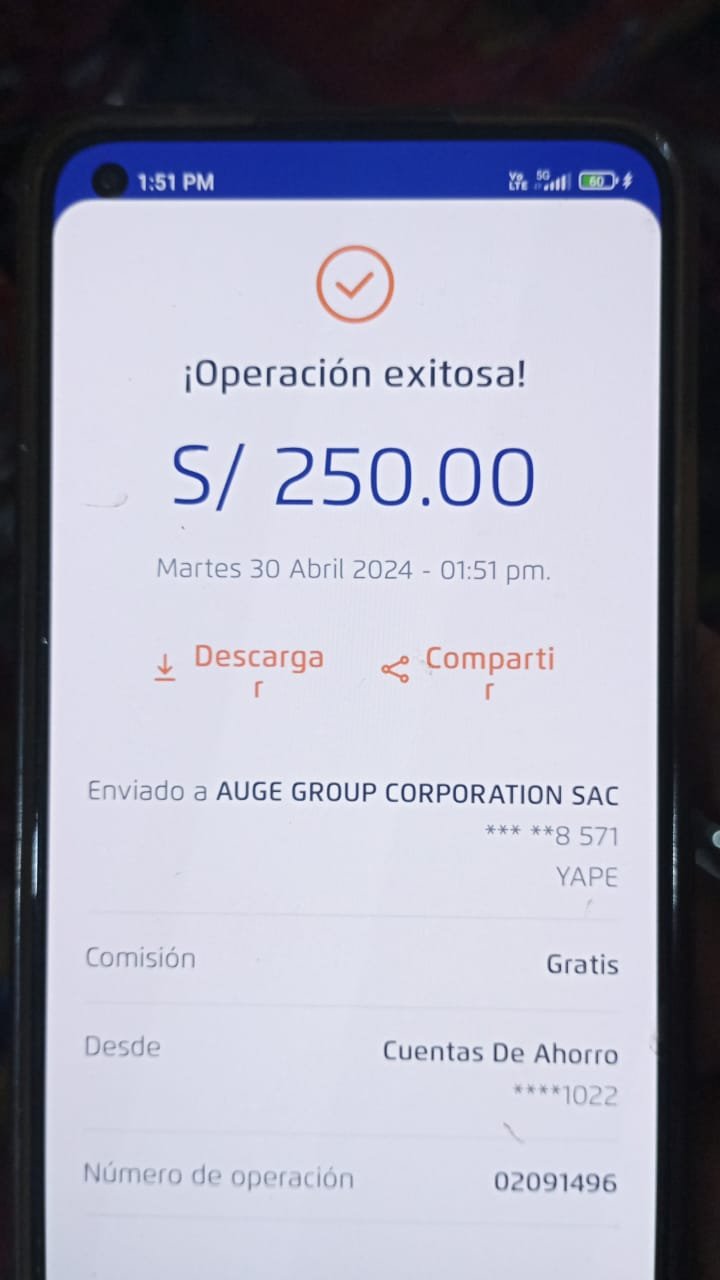 1:51 PM
Vo LTE 5G 60
¡Operación exitosa!
S/ 250.00
Martes 30 Abril 2024 - 01:51 pm.
Descarga
r
Comparti
r
Enviado a AUGE GROUP CORPORATION SAC
*** **8 571
YAPE
Comisión Gratis
Desde Cuentas De Ahorro
****1022
Número de operación 02091496